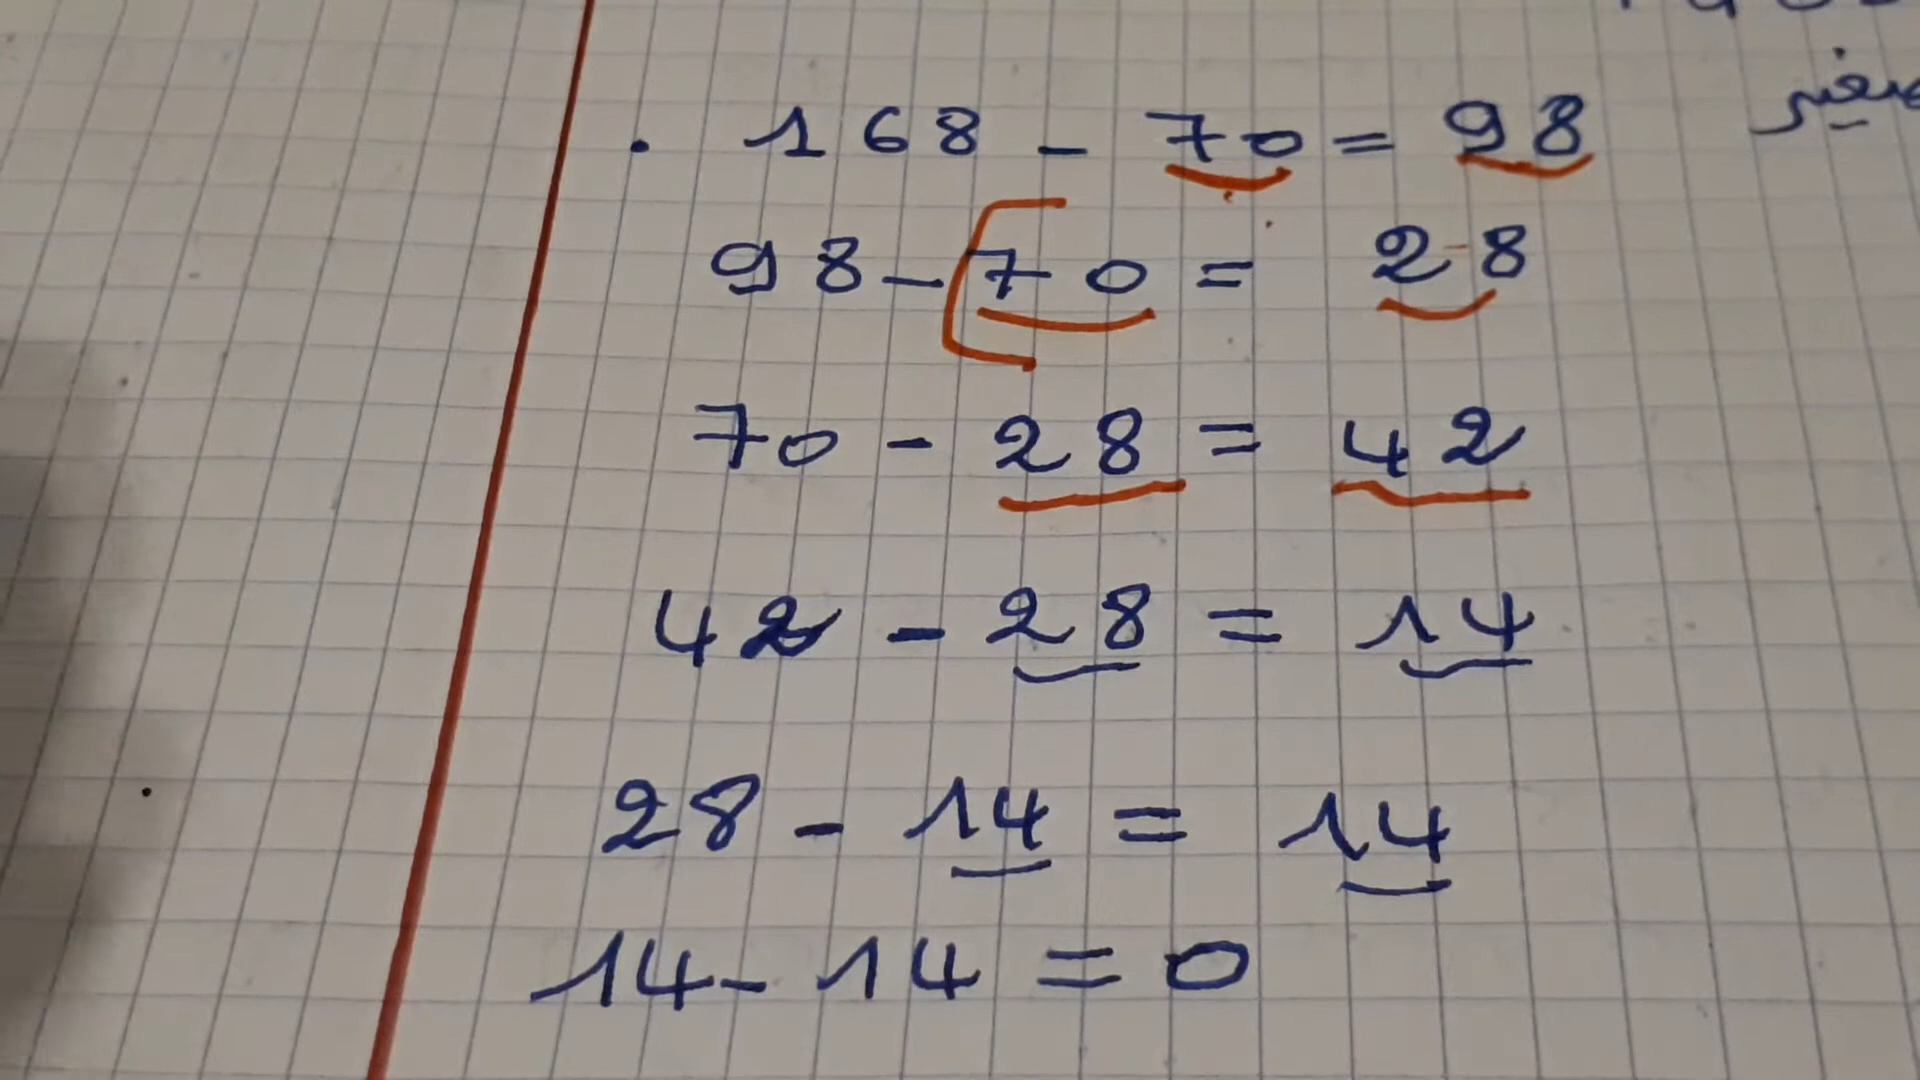 . 168 - 70 = 98
98 - 70 = 28
70 - 28 = 42
42 - 28 = 14
28 - 14 = 14
14 - 14 = 0